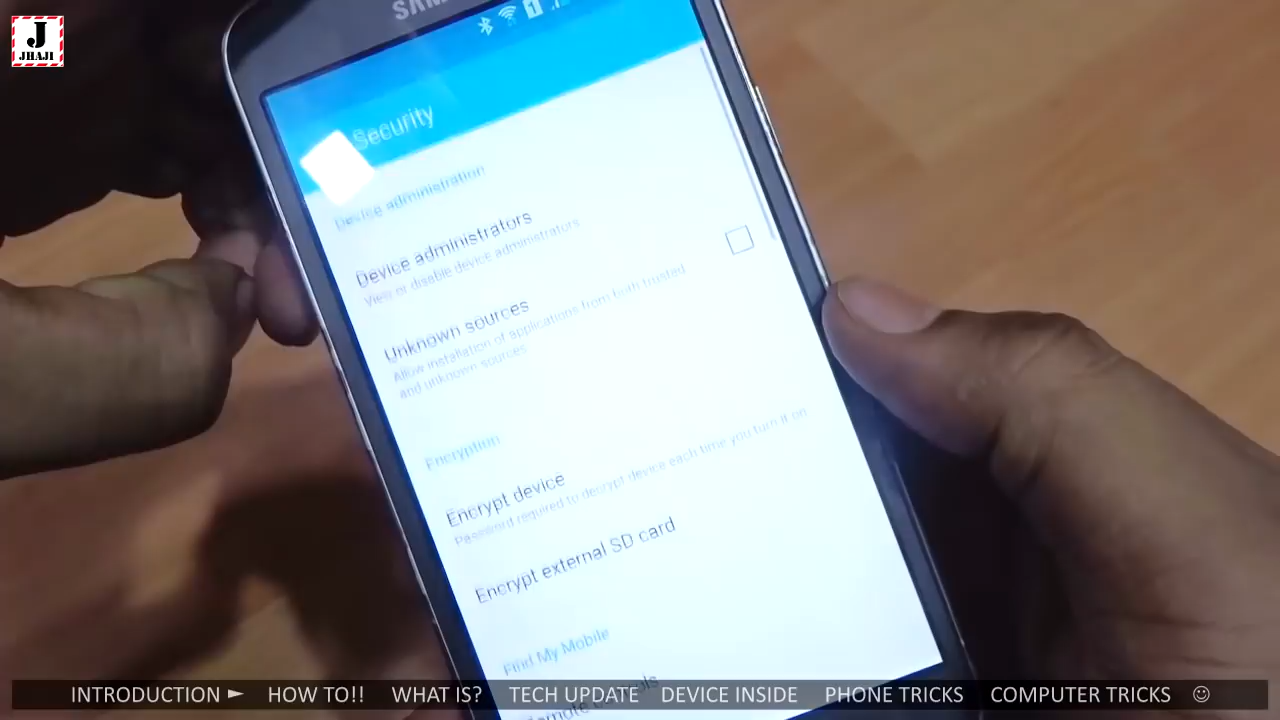 J
JHAJI
1
Security
Device administration
Device administrators
View or disable device administrators
Unknown sources
Allow installation of applications from both trusted
and unknown sources
Encryption
Encrypt device
Password required to decrypt device each time you turn it on
Encrypt external SD card
Find My Mobile
INTRODUCTION ► HOW TO!! WHAT IS? TECH UPDATE DEVICE INSIDE PHONE TRICKS COMPUTER TRICKS ☺